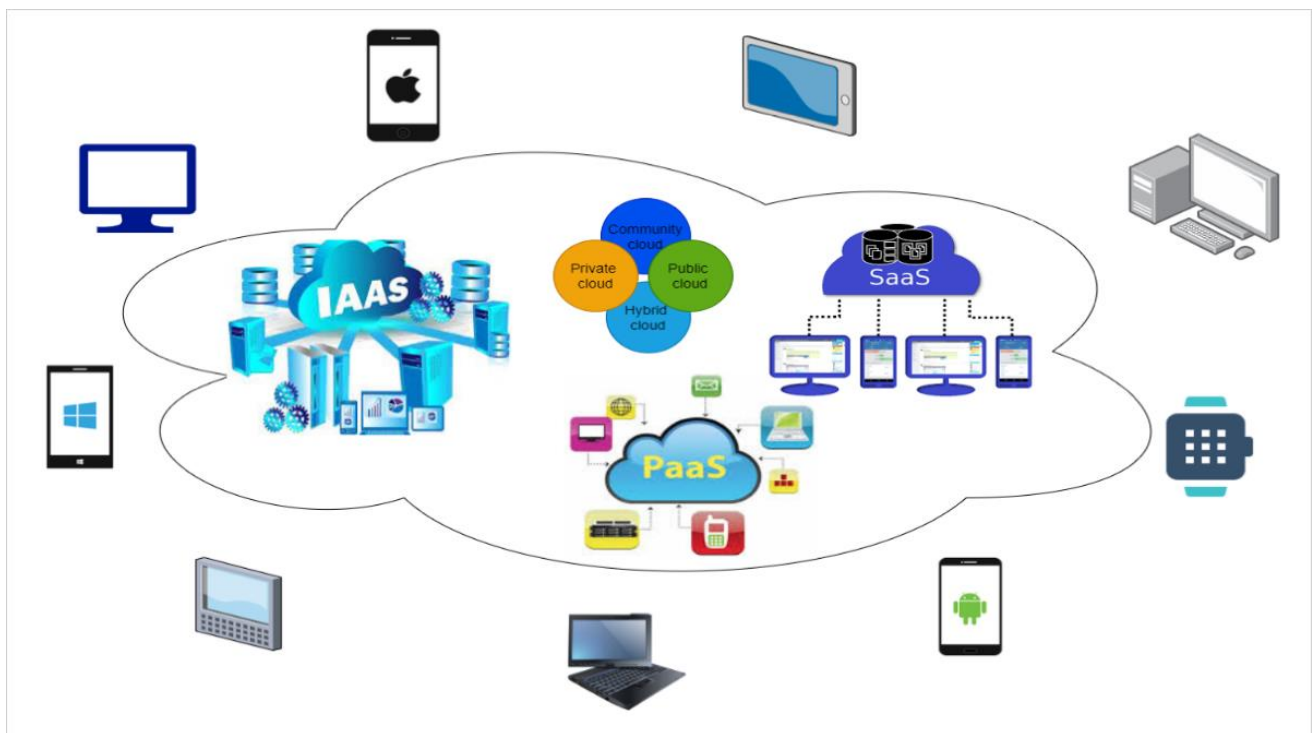 Community
cloud
Private
cloud
Public
cloud
Hybrid
cloud
IAAS
SaaS
PaaS